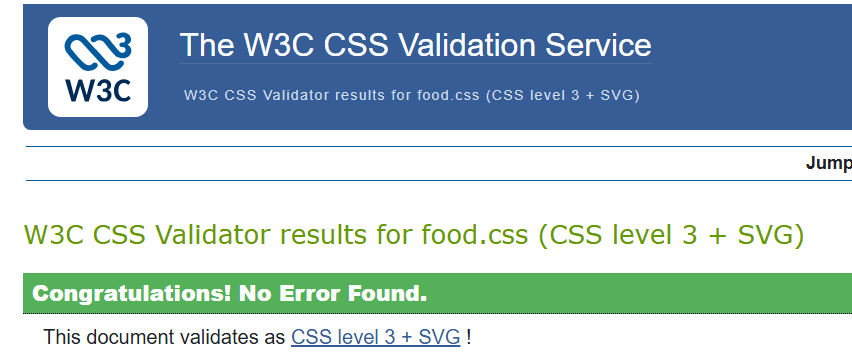 W3C
The W3C CSS Validation Service
W3C CSS Validator results for food.css (CSS level 3 + SVG)
Jump
W3C CSS Validator results for food.css (CSS level 3 + SVG)
Congratulations! No Error Found.
This document validates as CSS level 3 + SVG !